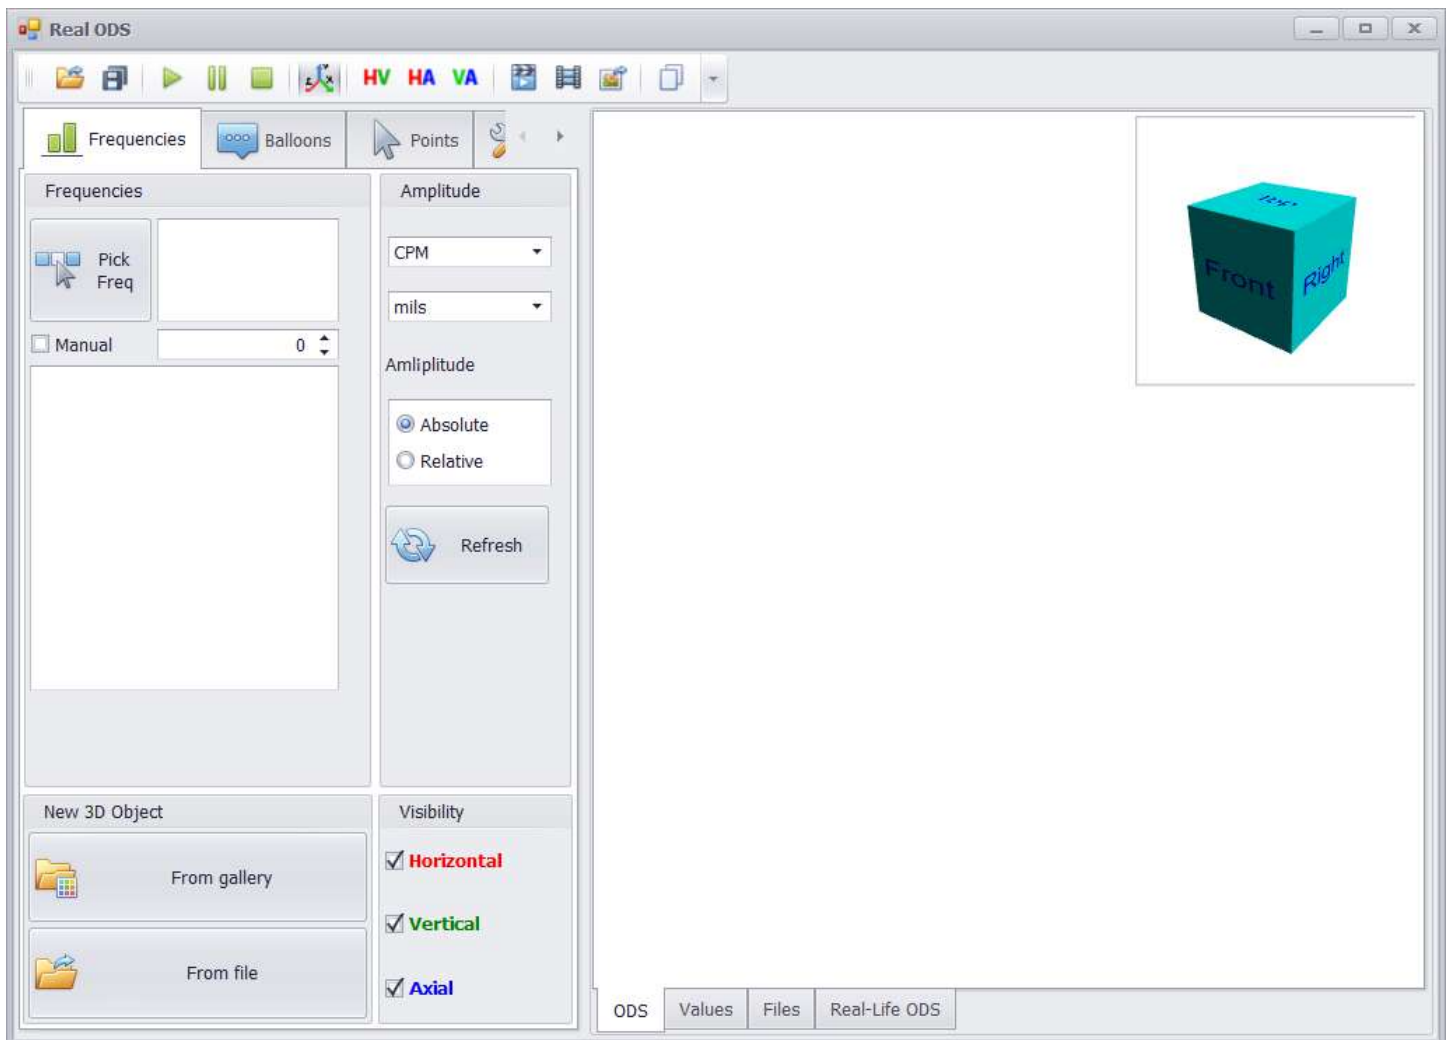 Real ODS
HV HA VA
Frequencies Balloons Points
Frequencies Amplitude
Pick
Freq
CPM
mils
Manual 0
Amliplitude
Absolute
Relative
Refresh
New 3D Object Visibility
From gallery
Horizontal
Vertical
From file
Axial
Top
Front Right
ODS Values Files Real-Life ODS